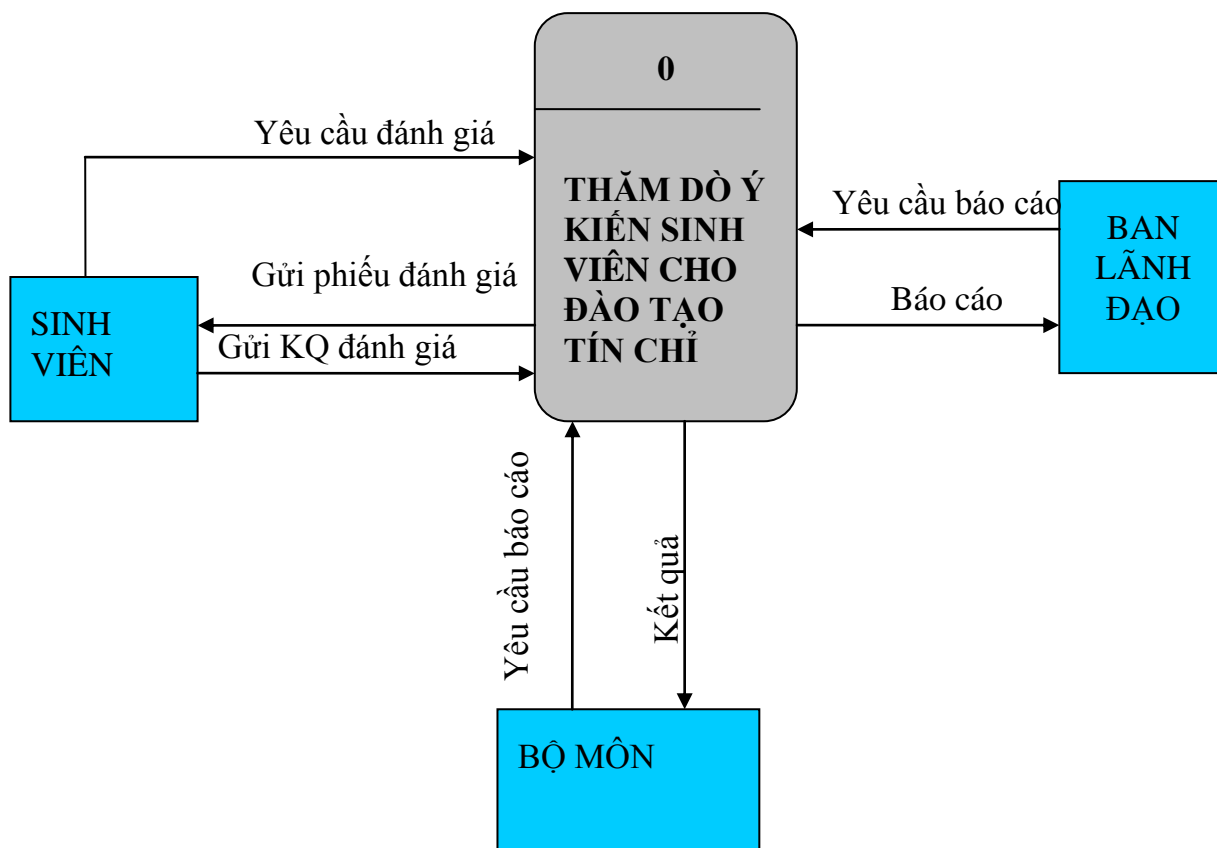 0
Yêu cầu đánh giá
THĂM DÒ Ý
KIẾN SINH
VIÊN CHO
ĐÀO TẠO
TÍN CHỈ
Yêu cầu báo cáo
BAN
LÃNH
ĐẠO
Gửi phiếu đánh giá
Báo cáo
SINH
VIÊN
Gửi KQ đánh giá
Yêu cầu báo cáo
Kết quả
BỘ MÔN